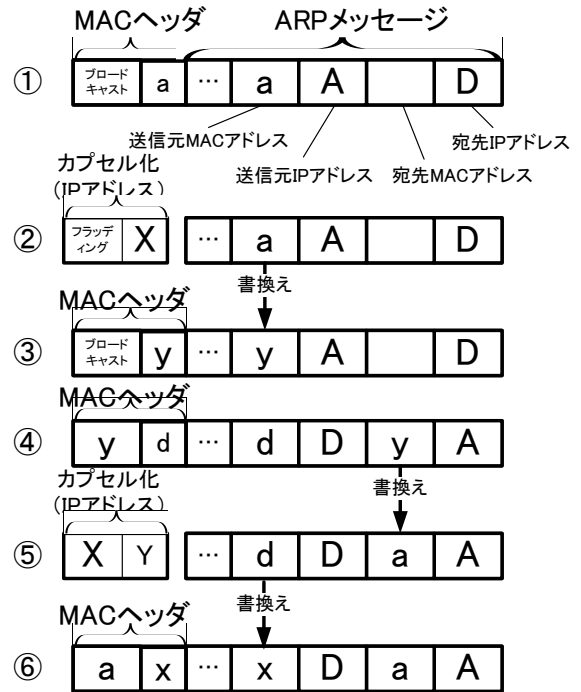 MACヘッダ ARPメッセージ
① ブロード
キャスト a … a A D
送信元MACアドレス 宛先IPアドレス
送信元IPアドレス 宛先MACアドレス
カプセル化
(IPアドレス)
② フラッデ
ィング X … a A D
書換え
MACヘッダ
③ ブロード
キャスト y … y A D
MACヘッダ
④ y d … d D y A
カプセル化
(IPアドレス)
書換え
⑤ X Y … d D a A
MACヘッダ
書換え
⑥ a x … x D a A